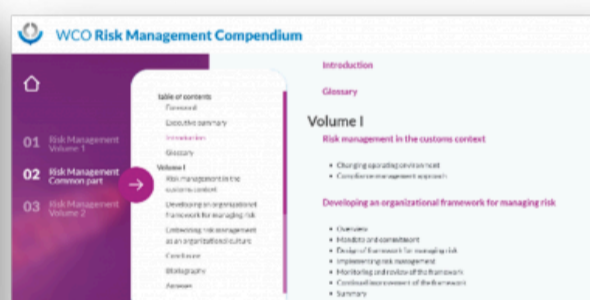 WCO Risk Management Compendium
01 Risk Management
Volume 1
02 Risk Management
Common part
03 Risk Management
Volume 2
Table of contents
Foreword
Executive summary
Introduction
Glossary
Volume I
Risk management in the
customs context
Developing an organizational
framework for managing risk
Embedding risk management
as an organizational culture
Conclusion
Bibliography
Annexes
Introduction
Glossary
Volume I
Risk management in the customs context
Changing operating environment
Compliance management approach
Developing an organizational framework for managing risk
Overview
Mandate and commitment
Design of framework for managing risk
Implementing risk management
Monitoring and review of the framework
Continual improvement of the framework
Summary